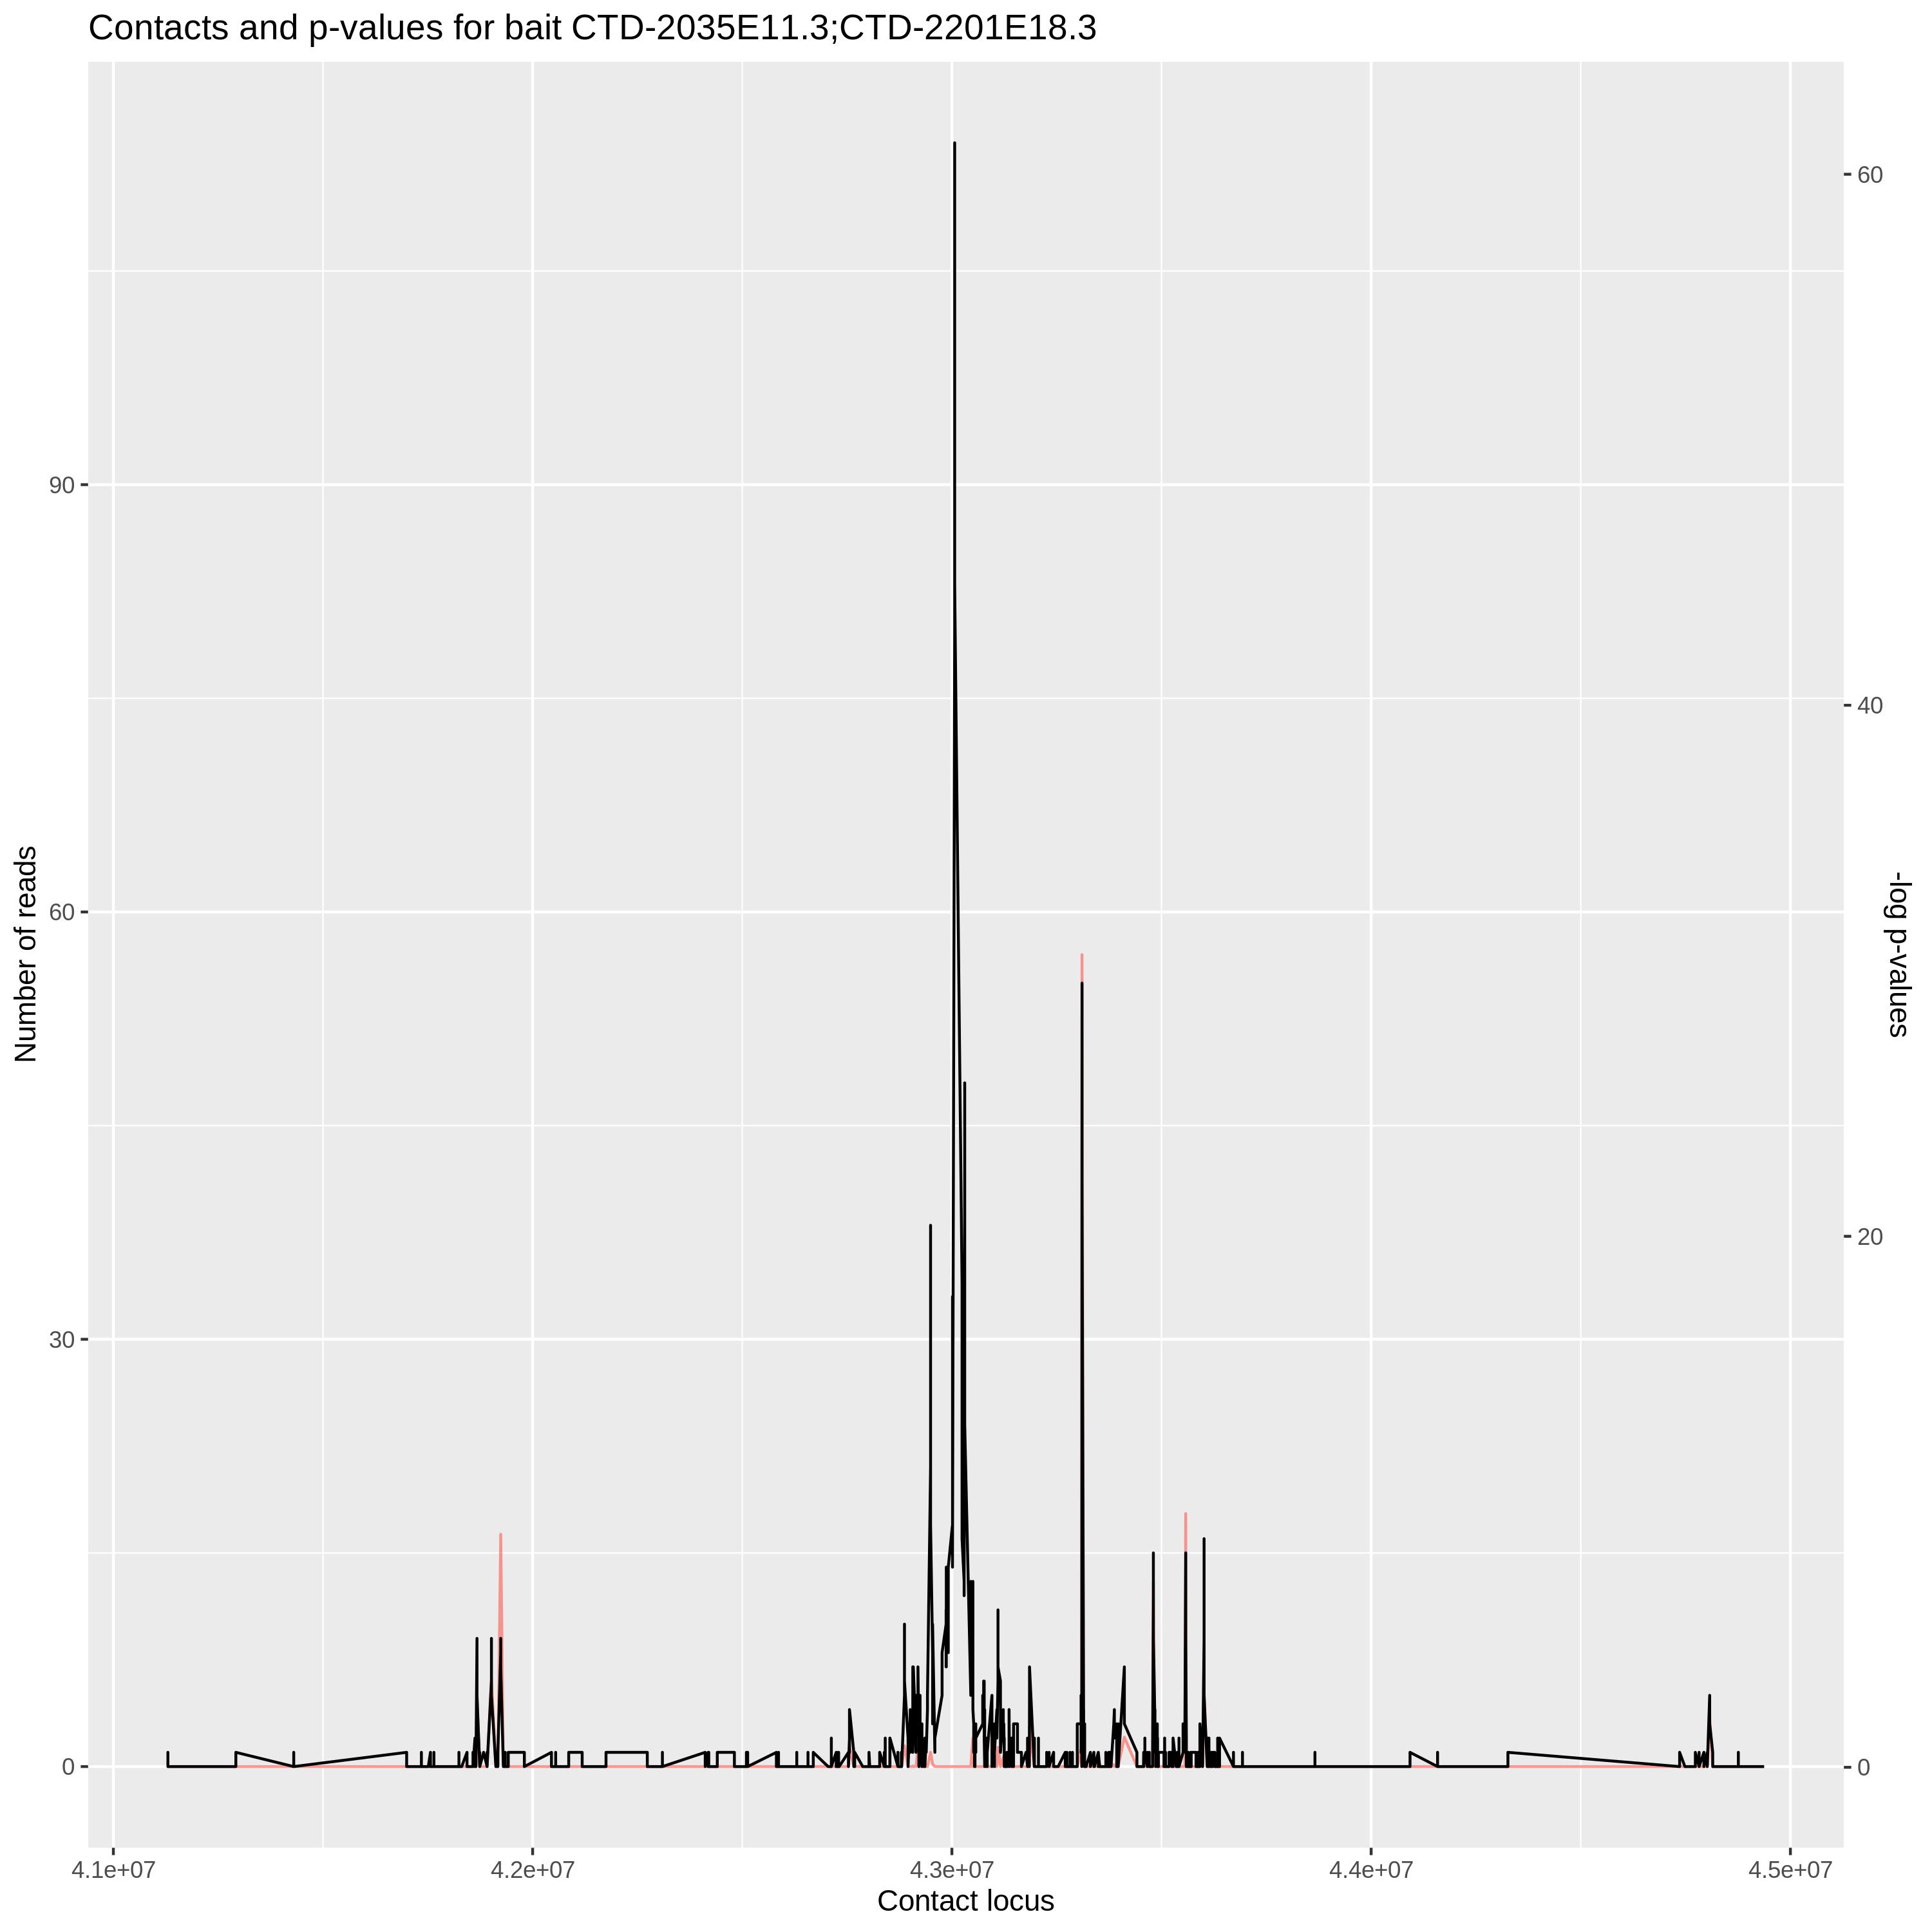 Contacts and p-values for bait CTD-2035E11.3;CTD-2201E18.3
60
90
40
Number of reads
-log p-values
60
20
30
0
0
4.1e+07
4.2e+07
4.3e+07
4.4e+07
4.5e+07
Contact locus